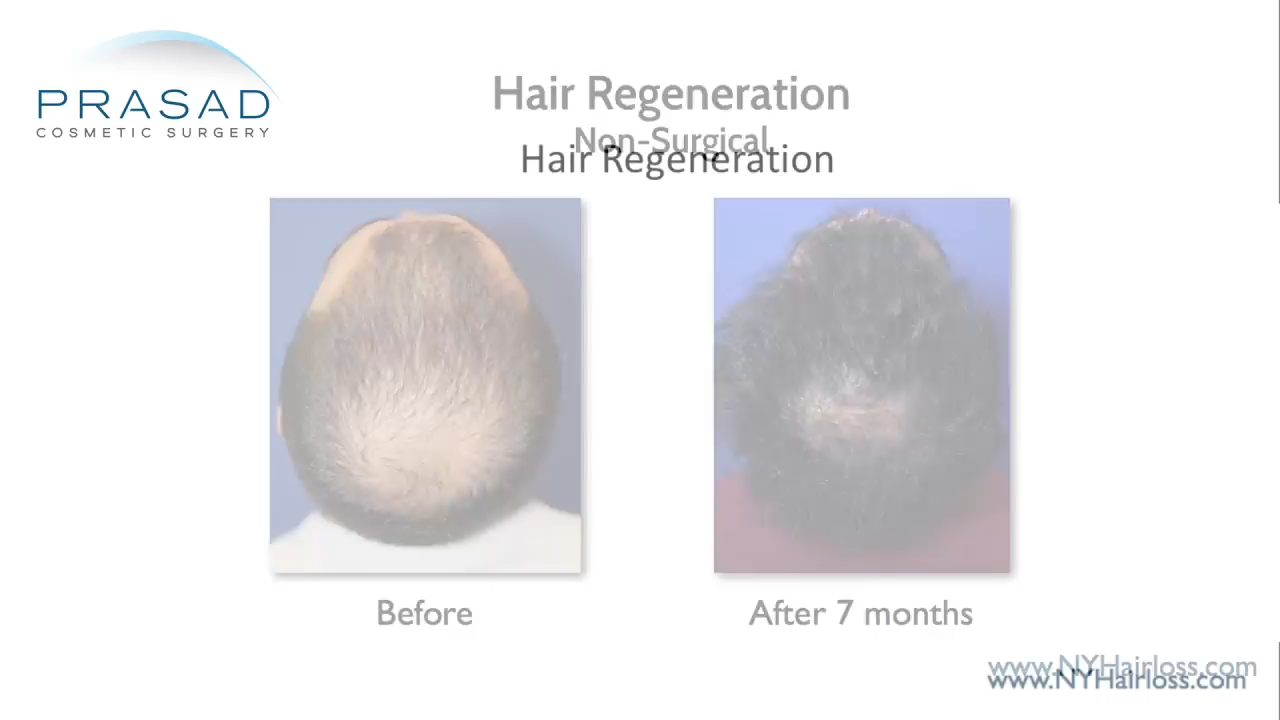 PRASAD
COSMETIC SURGERY
Hair Regeneration
Non-Surgical
Hair Regeneration
Before
After 7 months
www.NYHairloss.com
www.NYHairloss.com